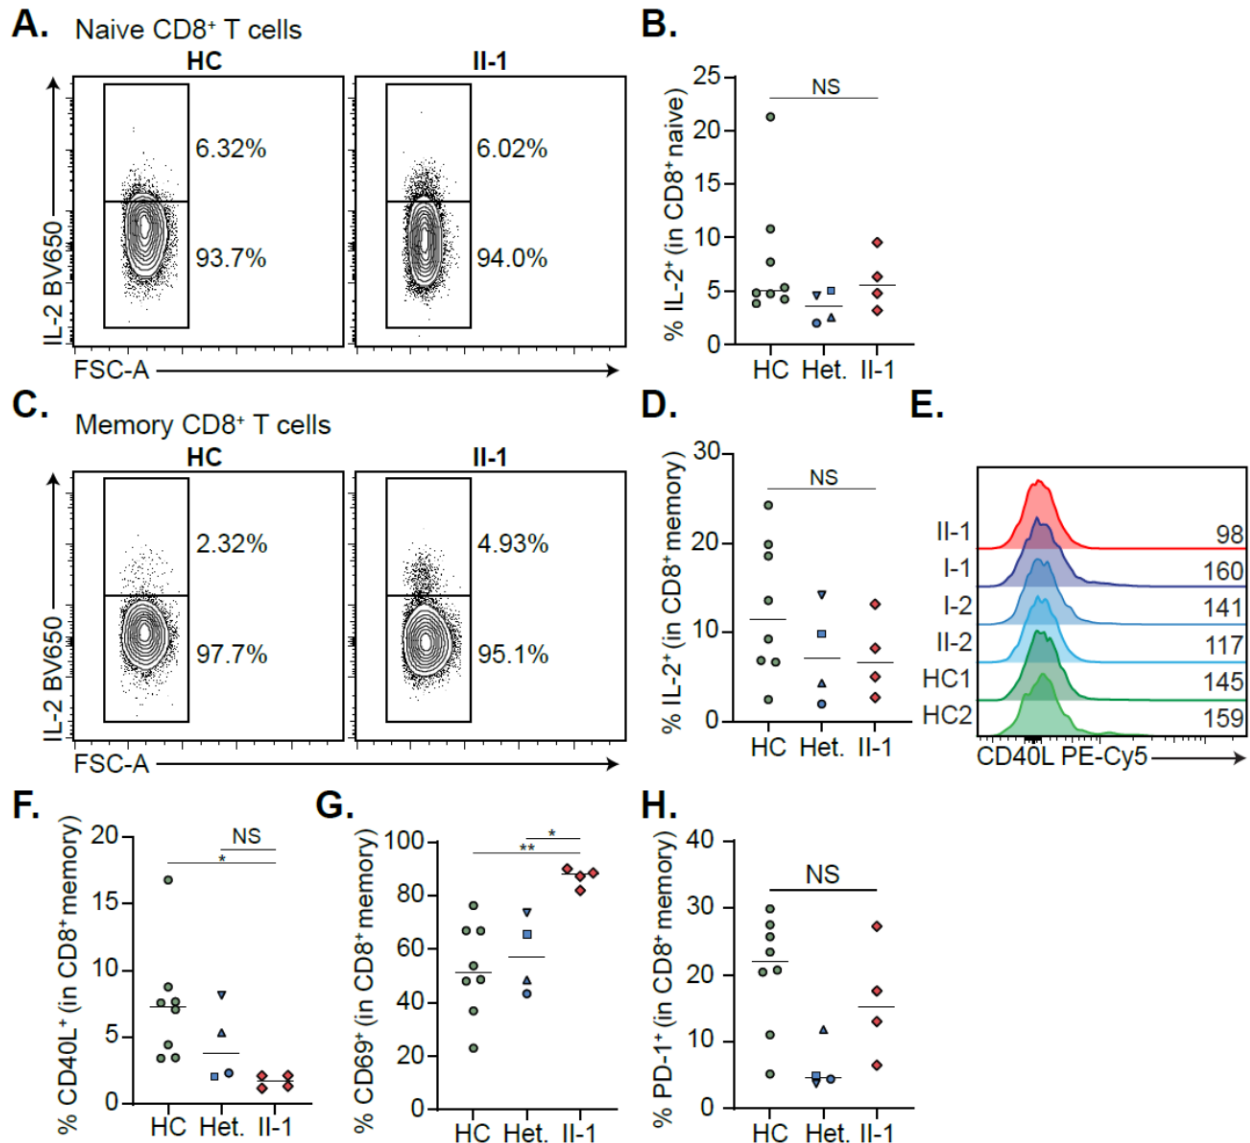 A. Naive CD8⁺ T cells
HC
II-1
6.32%
93.7%
6.02%
94.0%
IL-2 BV650
FSC-A
B.
% IL-2⁺ (in CD8⁺ naive)
25
20
15
10
5
0
NS
HC Het. II-1
C. Memory CD8⁺ T cells
HC
II-1
2.32%
97.7%
4.93%
95.1%
IL-2 BV650
FSC-A
D.
% IL-2⁺ (in CD8⁺ memory)
30
20
10
0
NS
HC Het. II-1
E.
II-1 98
I-1 160
I-2 141
II-2 117
HC1 145
HC2 159
CD40L PE-Cy5
F.
% CD40L⁺ (in CD8⁺ memory)
20
15
10
5
0
NS
*
HC Het. II-1
G.
% CD69⁺ (in CD8⁺ memory)
100
80
60
40
20
0
*
**
HC Het. II-1
H.
% PD-1⁺ (in CD8⁺ memory)
40
30
20
10
0
NS
HC Het. II-1